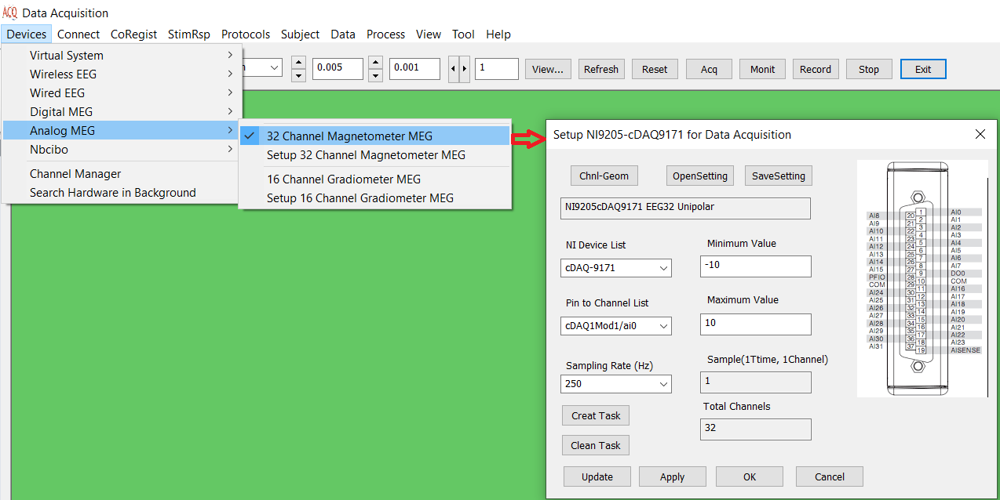 ACQ Data Acquisition
Devices Connect CoRegist StimRsp Protocols Subject Data Process View Tool Help
0.005 0.001 1 View... Refresh Reset Acq Monit Record Stop Exit
Virtual System
Wireless EEG
Wired EEG
Digital MEG
Analog MEG
Nbcibo
Channel Manager
Search Hardware in Background
32 Channel Magnetometer MEG
Setup 32 Channel Magnetometer MEG
16 Channel Gradiometer MEG
Setup 16 Channel Gradiometer MEG
Setup NI9205-cDAQ9171 for Data Acquisition
Chnl-Geom OpenSetting SaveSetting
NI9205cDAQ9171 EEG32 Unipolar
NI Device List Minimum Value
cDAQ-9171 -10
Pin to Channel List Maximum Value
cDAQ1Mod1/ai0 10
Sampling Rate (Hz) Sample(1Ttime, 1Channel)
250 1
Creat Task Total Channels
32
Clean Task
Update Apply OK Cancel
1 AI0
AI8 20 2 AI1
AI9 21 3 AI2
AI10 22 4 AI3
AI11 23 5 AI4
AI12 24 6 AI5
AI13 25 7 AI6
AI14 26 8 AI7
AI15 27 9 DO0
PFI0 28 10 COM
COM 29 11 AI16
AI24 30 12 AI17
AI25 31 13 AI18
AI26 32 14 AI19
AI27 33 15 AI20
AI28 34 16 AI21
AI29 35 17 AI22
AI30 36 18 AI23
AI31 37 19 AISENSE